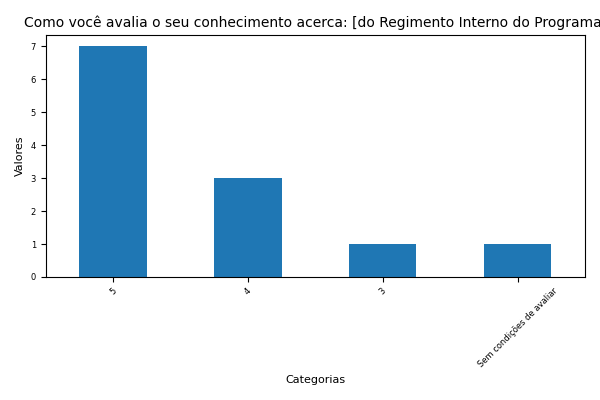 Como você avalia o seu conhecimento acerca: [do Regimento Interno do Programa
Valores
7
6
5
4
3
2
1
0
5
4
3
Sem condições de avaliar
Categorias